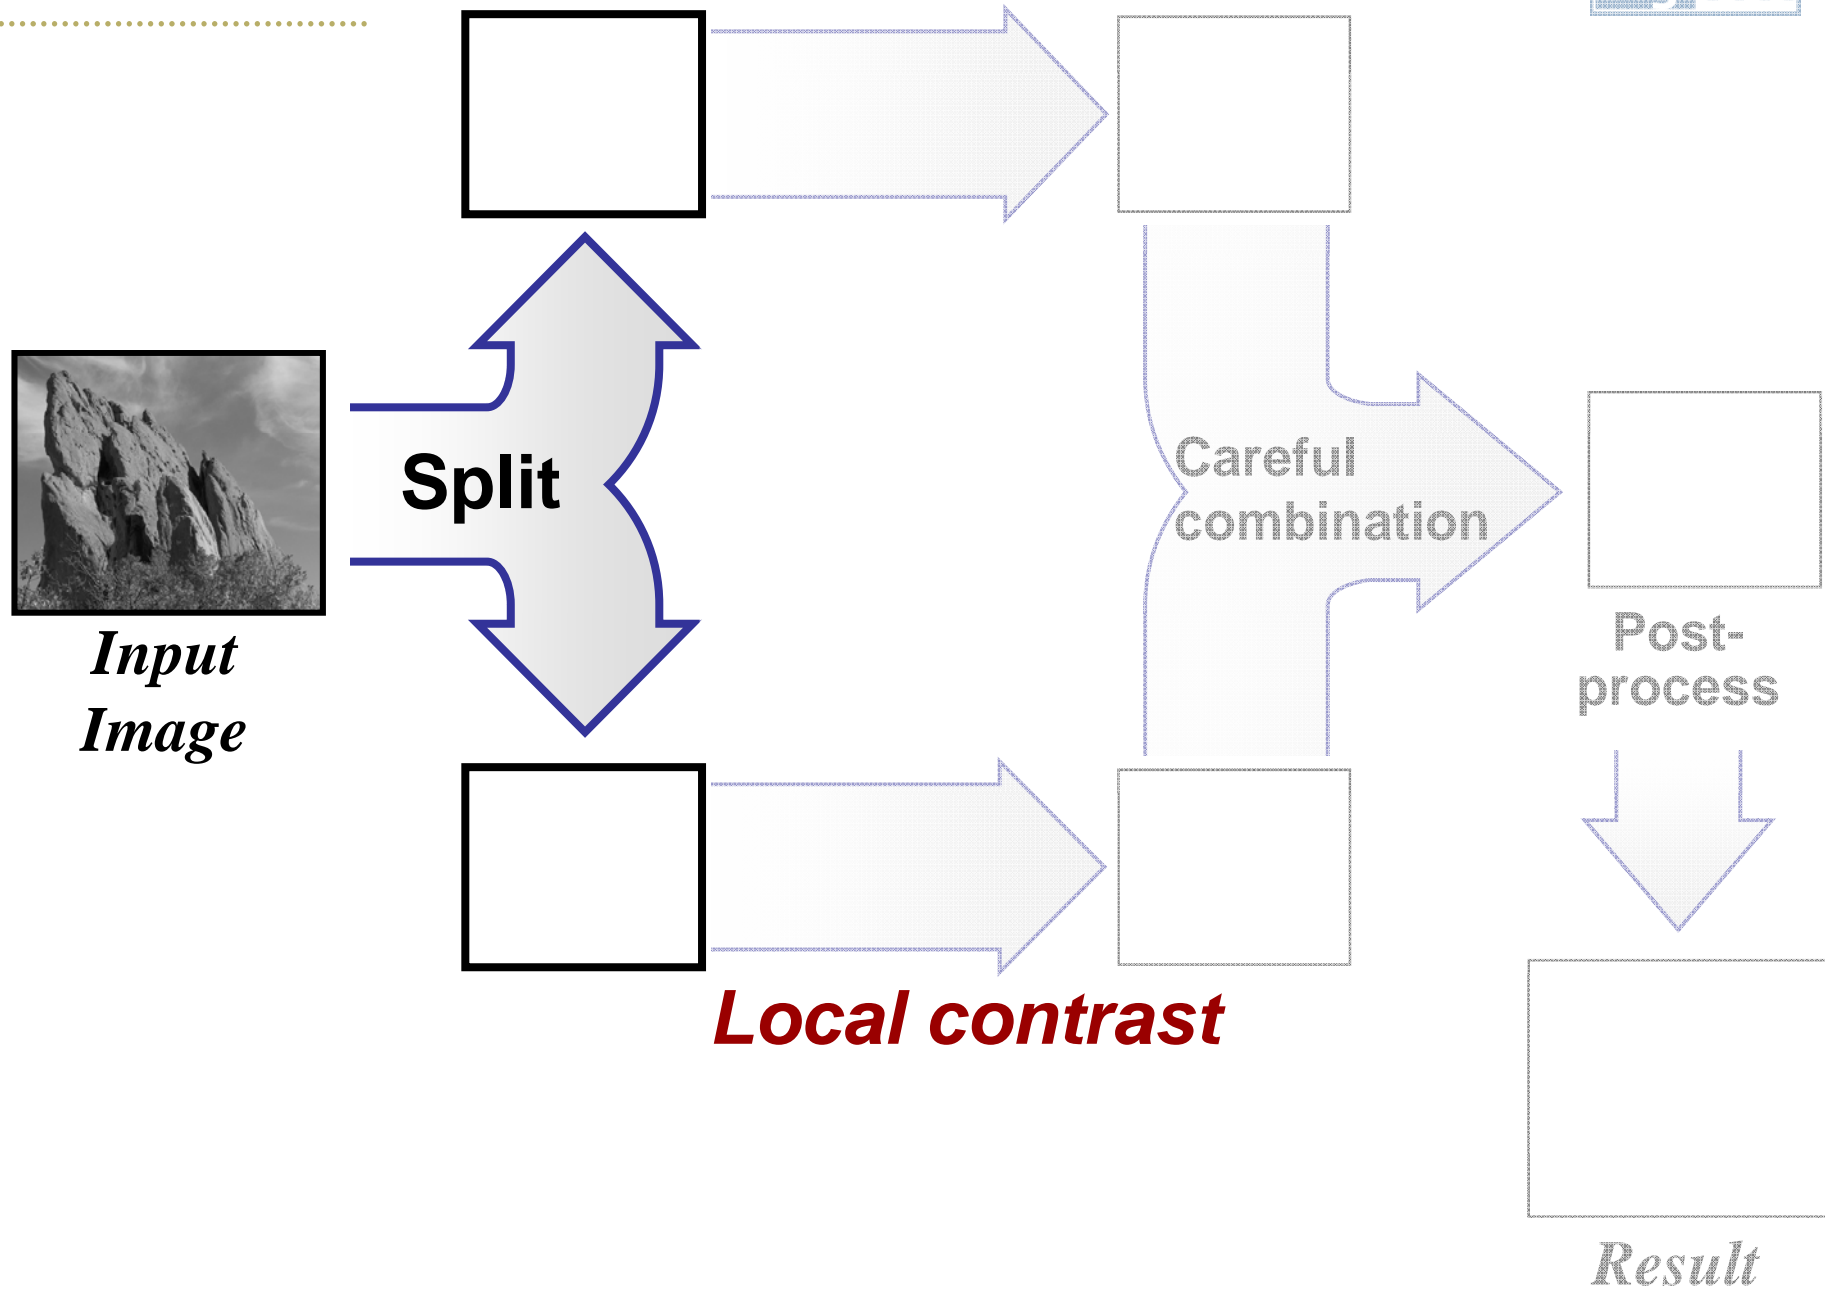 Split
Careful
combination
Input
Image
Post-
process
Local contrast
Result